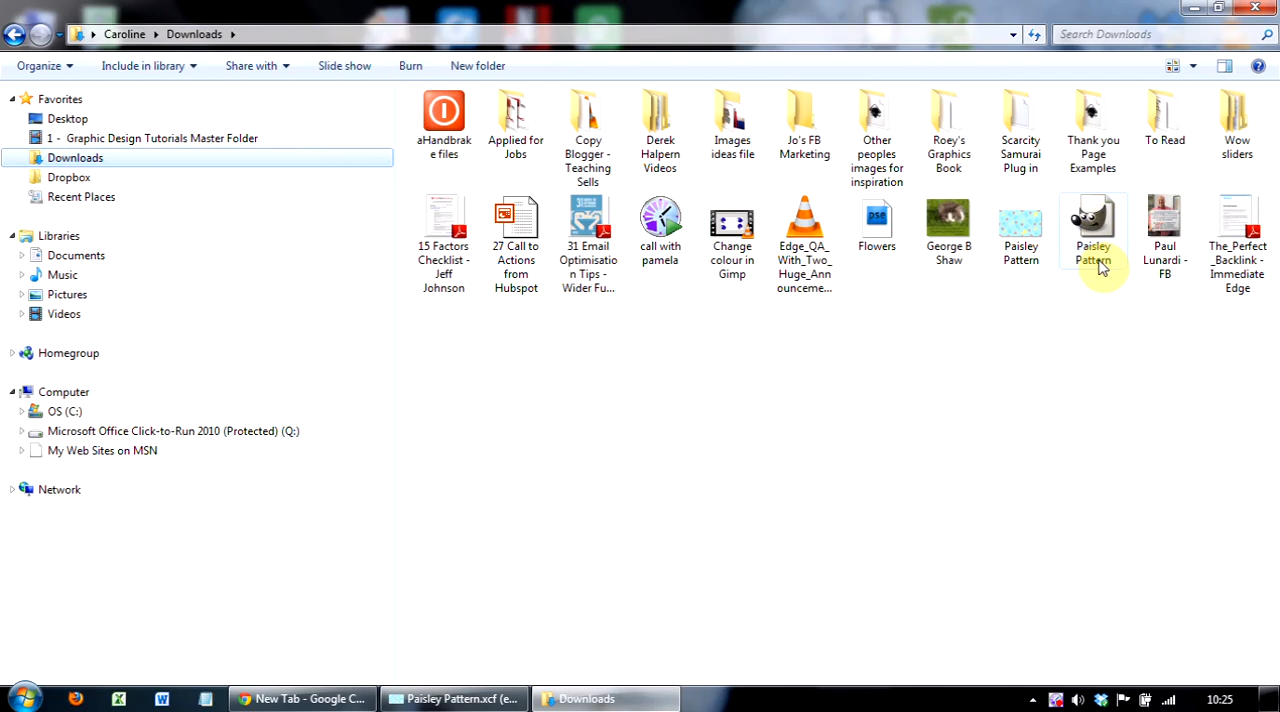 Caroline Downloads
Search Downloads
Organize Include in library Share with Slide show Burn New folder
Favorites
Desktop
1 - Graphic Design Tutorials Master Folder
Downloads
Dropbox
Recent Places
Libraries
Documents
Music
Pictures
Videos
Homegroup
Computer
OS (C:)
Microsoft Office Click-to-Run 2010 (Protected) (Q:)
My Web Sites on MSN
Network
aHandbrak
e files
Applied for
Jobs
Copy
Blogger -
Teaching
Sells
Derek
Halpern
Videos
Images
ideas file
Jo's FB
Marketing
Other
peoples
images for
inspiration
Roey's
Graphics
Book
Scarcity
Samurai
Plug in
Thank you
Page
Examples
To Read
Wow
sliders
15 Factors
Checklist -
Jeff
Johnson
27 Call to
Actions
from
Hubspot
31 Email
Optimisatio
n Tips -
Wider Fu...
call with
pamela
Change
colour in
Gimp
Edge_QA_
With_Two_
Huge_Ann
ounceme...
pse
Flowers
George B
Shaw
Paisley
Pattern
Paisley
Pattern
Paul
Lunardi -
FB
The_Perfect
_Backlink -
Immediate
Edge
New Tab - Google C...
Paisley Pattern.xcf (e...
Downloads
10:25